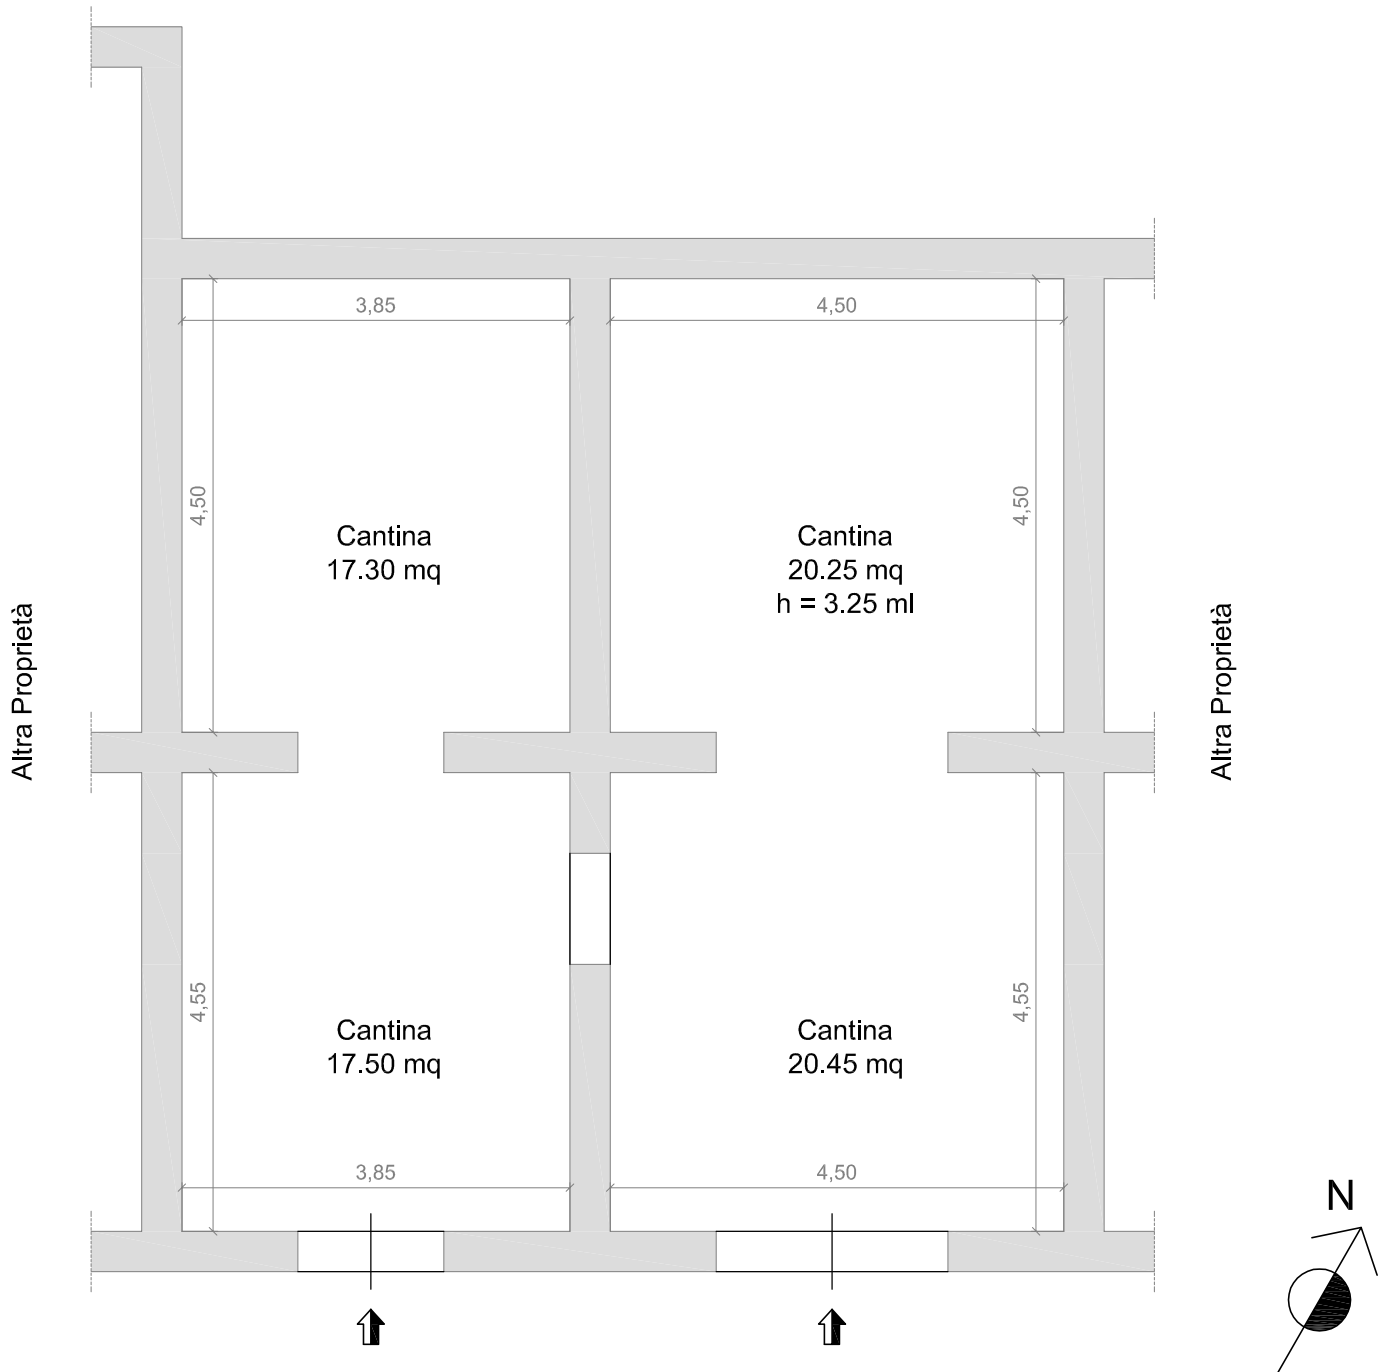 3,85
4,50
4,50
4,50
Cantina
17.30 mq
Cantina
20.25 mq
h = 3.25 ml
Altra Proprietà
Altra Proprietà
4,55
4,55
Cantina
17.50 mq
Cantina
20.45 mq
3,85
4,50
N